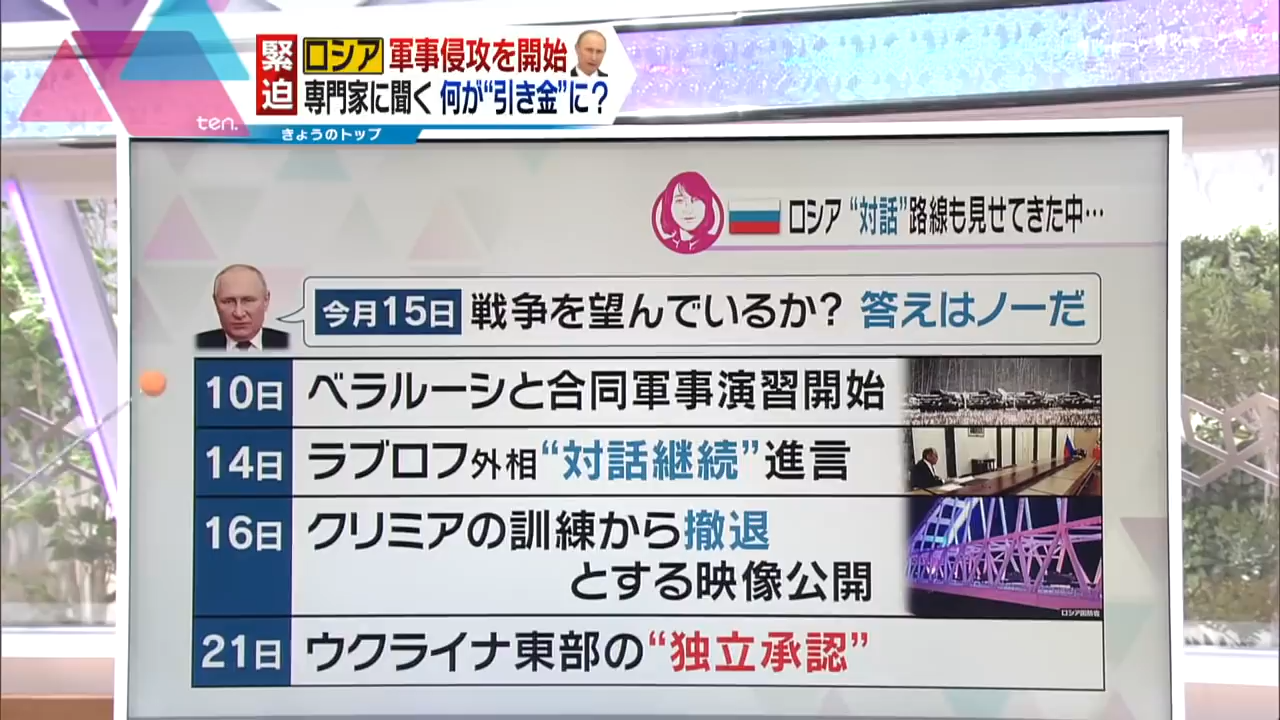 緊迫
ロシア 軍事侵攻を開始
専門家に聞く 何が“引き金”に?
ten.
きょうのトップ
ロシア “対話”路線も見せてきた中…
今月15日 戦争を望んでいるか? 答えはノーだ
10日 ベラルーシと合同軍事演習開始
14日 ラブロフ外相“対話継続”進言
16日 クリミアの訓練から撤退
とする映像公開
ロシア国防省
21日 ウクライナ東部の“独立承認”